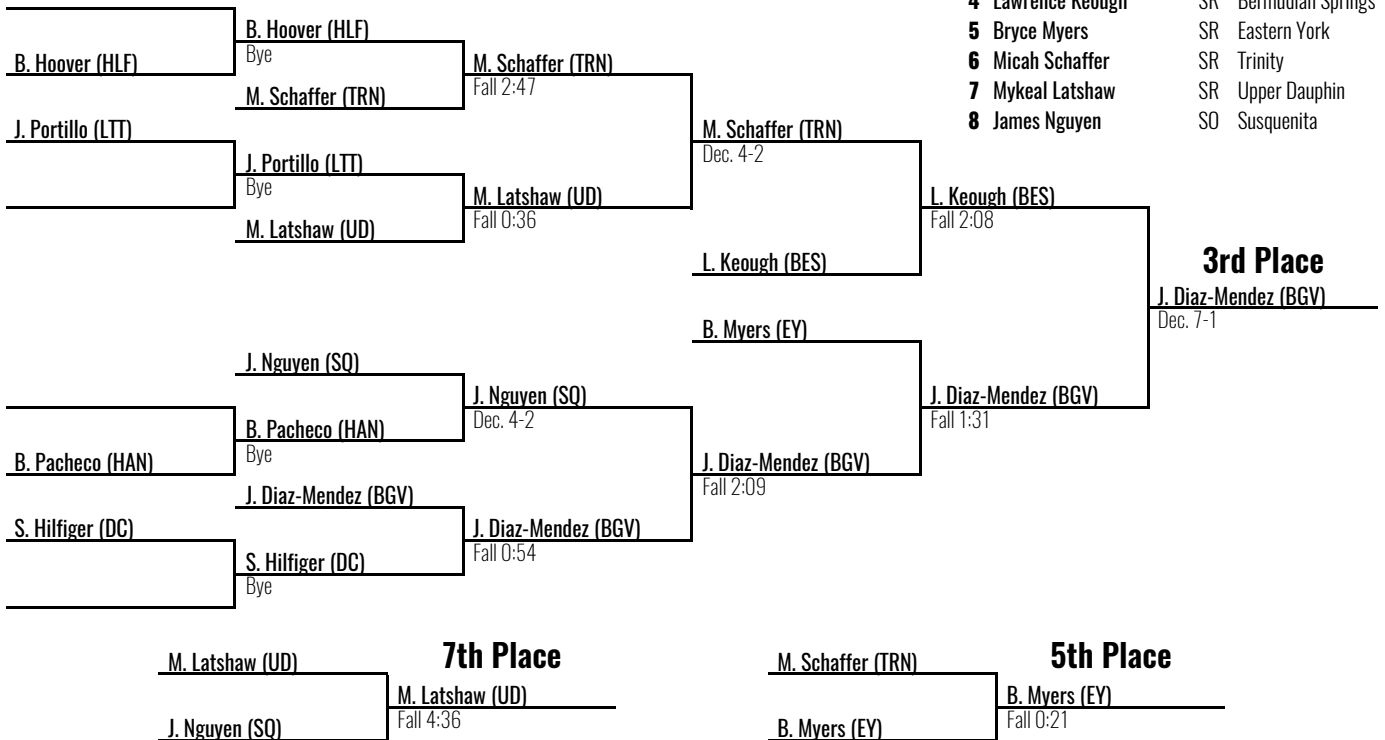 4 Lawrence Keough SR Bermudian Springs
5 Bryce Myers SR Eastern York
6 Micah Schaffer SR Trinity
7 Mykeal Latshaw SR Upper Dauphin
8 James Nguyen SO Susquenita
B. Hoover (HLF)
B. Hoover (HLF)
Bye
M. Schaffer (TRN)
M. Schaffer (TRN)
Fall 2:47
J. Portillo (LTT)
J. Portillo (LTT)
Bye
M. Latshaw (UD)
M. Latshaw (UD)
Fall 0:36
M. Schaffer (TRN)
Dec. 4-2
L. Keough (BES)
L. Keough (BES)
Fall 2:08
3rd Place
J. Diaz-Mendez (BGV)
Dec. 7-1
B. Myers (EY)
J. Nguyen (SQ)
J. Nguyen (SQ)
Dec. 4-2
B. Pacheco (HAN)
Bye
B. Pacheco (HAN)
J. Diaz-Mendez (BGV)
Fall 1:31
J. Diaz-Mendez (BGV)
Fall 2:09
J. Diaz-Mendez (BGV)
S. Hilfiger (DC)
J. Diaz-Mendez (BGV)
Fall 0:54
S. Hilfiger (DC)
Bye
7th Place
M. Latshaw (UD)
M. Latshaw (UD)
Fall 4:36
J. Nguyen (SQ)
5th Place
M. Schaffer (TRN)
B. Myers (EY)
Fall 0:21
B. Myers (EY)